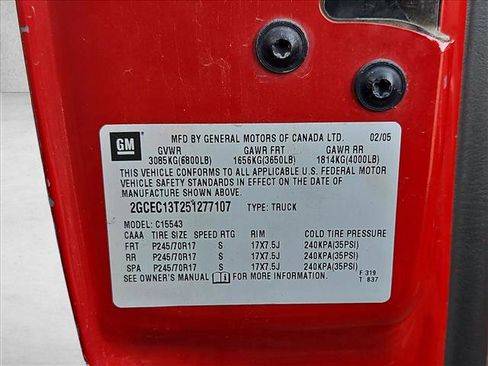 GM
MFD BY GENERAL MOTORS OF CANADA LTD. 02/05
GVWR GAWR FRT GAWR RR
3085KG(6800LB) 1656KG(3650LB) 1814KG(4000LB)
THIS VEHICLE CONFORMS TO ALL APPLICABLE U.S. FEDERAL MOTOR
VEHICLE SAFETY STANDARDS IN EFFECT ON THE DATE OF
MANUFACTURE SHOWN ABOVE.
2GCEC13T251277107 TYPE: TRUCK
MODEL: C15543
CAAA TIRE SIZE SPEED RTG RIM COLD TIRE PRESSURE
FRT P245/70R17 S 17X7.5J 240KPA(35PSI)
RR P245/70R17 S 17X7.5J 240KPA(35PSI)
SPA P245/70R17 S 17X7.5J 240KPA(35PSI)
SEE OWNER'S MANUAL FOR MORE INFORMATION. F 319
T 837